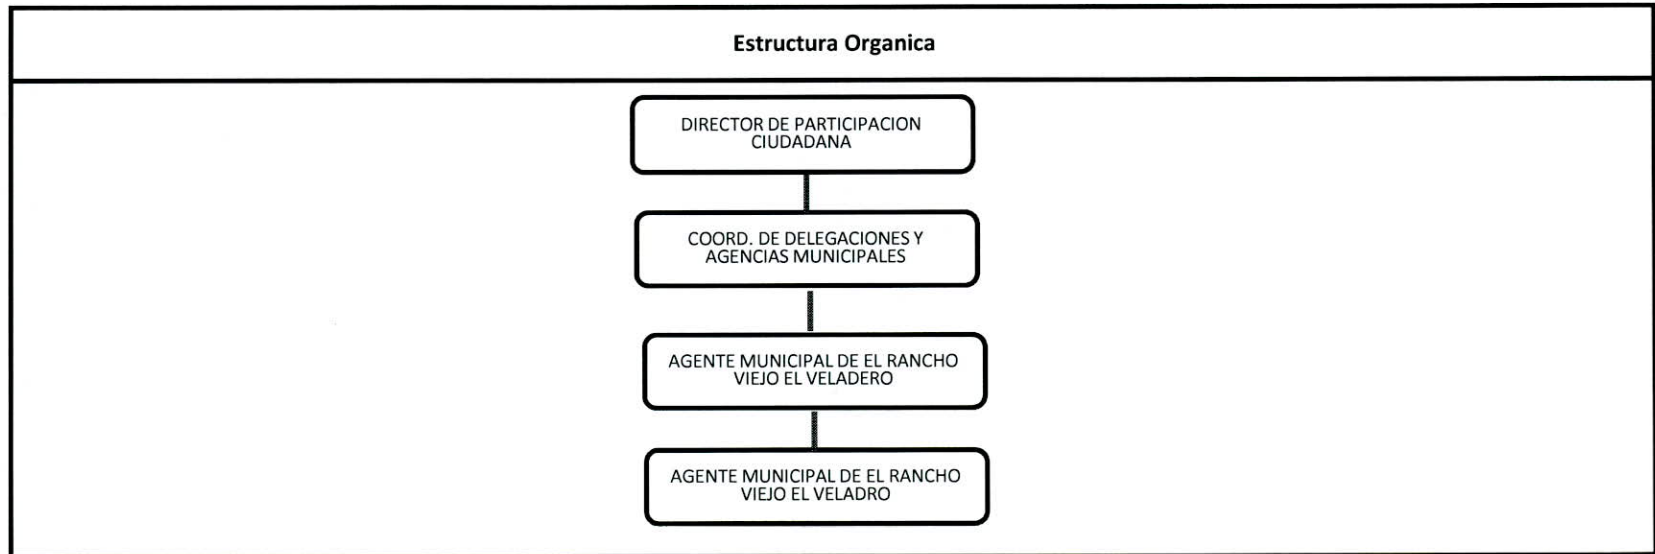 Estructura Organica
DIRECTOR DE PARTICIPACION
CIUDADANA
COORD. DE DELEGACIONES Y
AGENCIAS MUNICIPALES
AGENTE MUNICIPAL DE EL RANCHO
VIEJO EL VELADERO
AGENTE MUNICIPAL DE EL RANCHO
VIEJO EL VELADRO